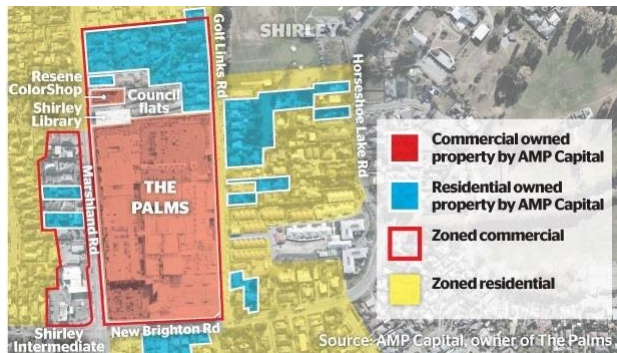 SHIRLEY
Golf Links Rd
Horseshoe Lake Rd
Resene
ColorShop
Council
flats
Shirley
Library
Marshland Rd
THE
PALMS
Shirley
Intermediate
New Brighton Rd
Commercial owned
property by AMP Capital
Residential owned
property by AMP Capital
Zoned commercial
Zoned residential
Source: AMP Capital, owner of The Palms